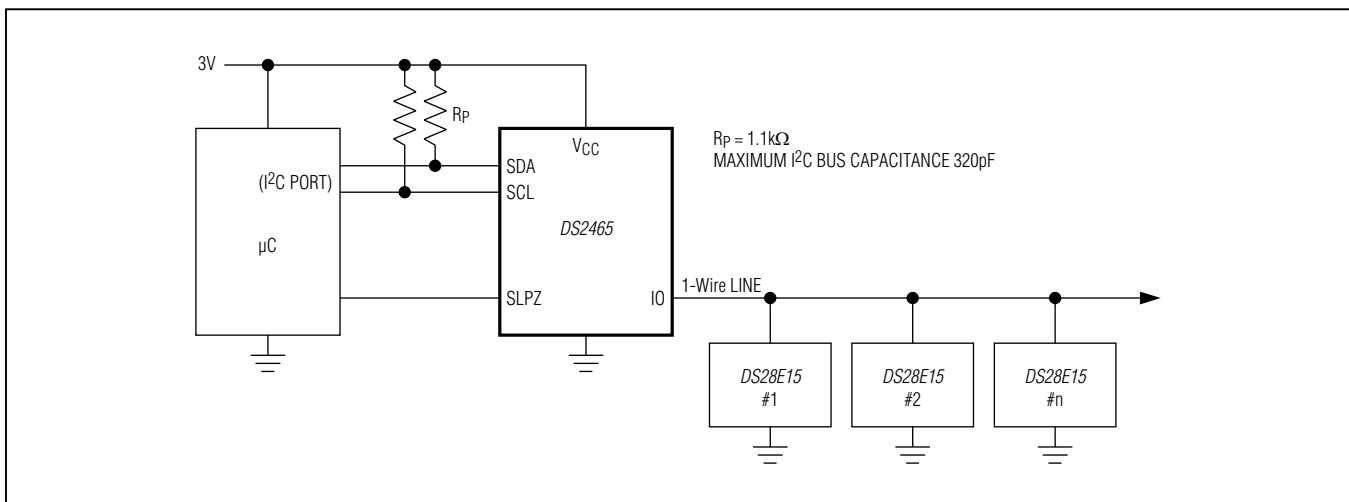 3V
RP
VCC
RP = 1.1kΩ
MAXIMUM I2C BUS CAPACITANCE 320pF
(I2C PORT)
SDA
SCL
µC
DS2465
SLPZ
IO
1-Wire LINE
DS28E15
#1
DS28E15
#2
DS28E15
#n